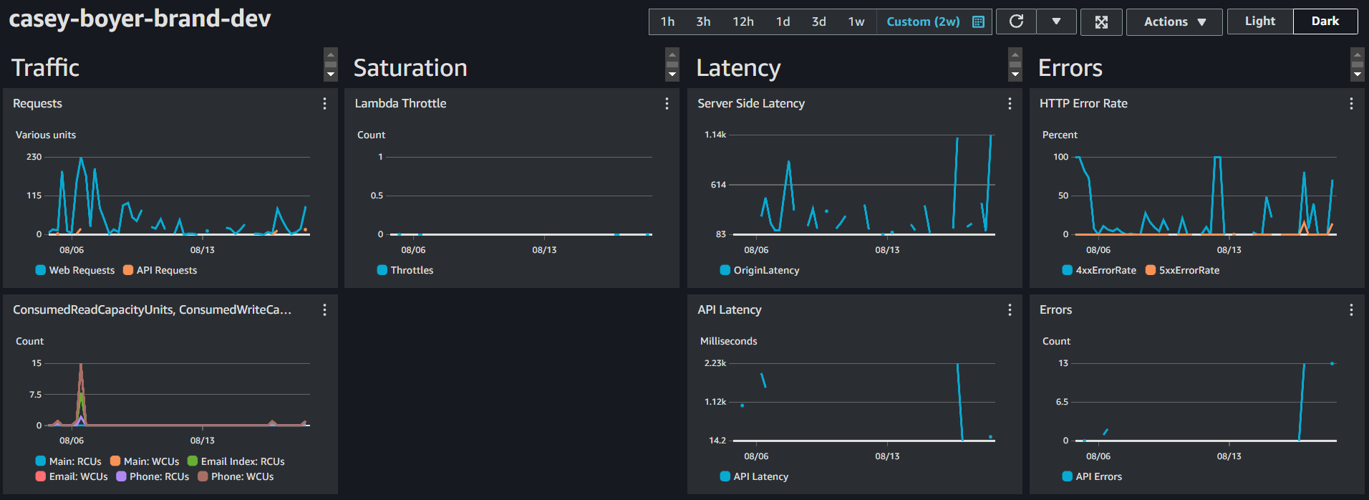 casey-boyer-brand-dev
1h 3h 12h 1d 3d 1w Custom (2w) Actions Light Dark
Traffic
Requests
Various units
230
115
0
08/06 08/13
Web Requests API Requests
ConsumedReadCapacityUnits, ConsumedWriteCa...
Count
15
7.5
0
08/06 08/13
Main: RCUs Main: WCUs Email Index: RCUs
Email: WCUs Phone: RCUs Phone: WCUs
Saturation
Lambda Throttle
Count
1
0.5
0
08/06 08/13
Throttles
Latency
Server Side Latency
1.14k
614
83
08/06 08/13
OriginLatency
API Latency
Milliseconds
2.23k
1.12k
14.2
08/06 08/13
API Latency
Errors
HTTP Error Rate
Percent
100
50
0
08/06 08/13
4xxErrorRate 5xxErrorRate
Errors
Count
13
6.5
0
08/06 08/13
API Errors